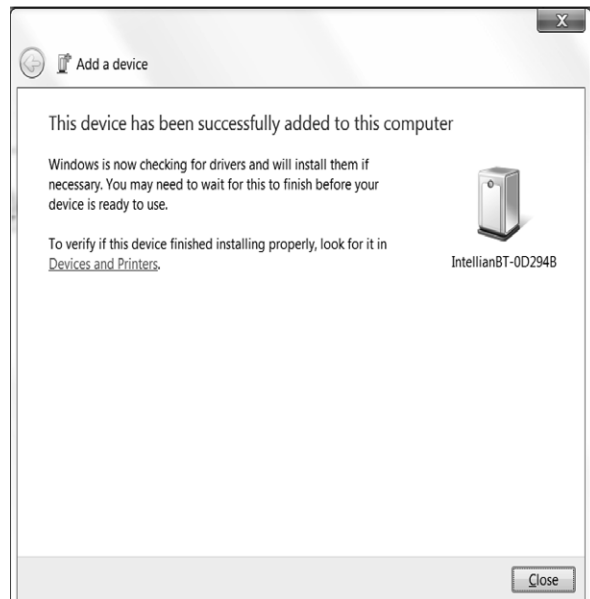 X
Add a device
This device has been successfully added to this computer
Windows is now checking for drivers and will install them if
necessary. You may need to wait for this to finish before your
device is ready to use.
To verify if this device finished installing properly, look for it in
Devices and Printers.
IntellianBT-0D294B
Close